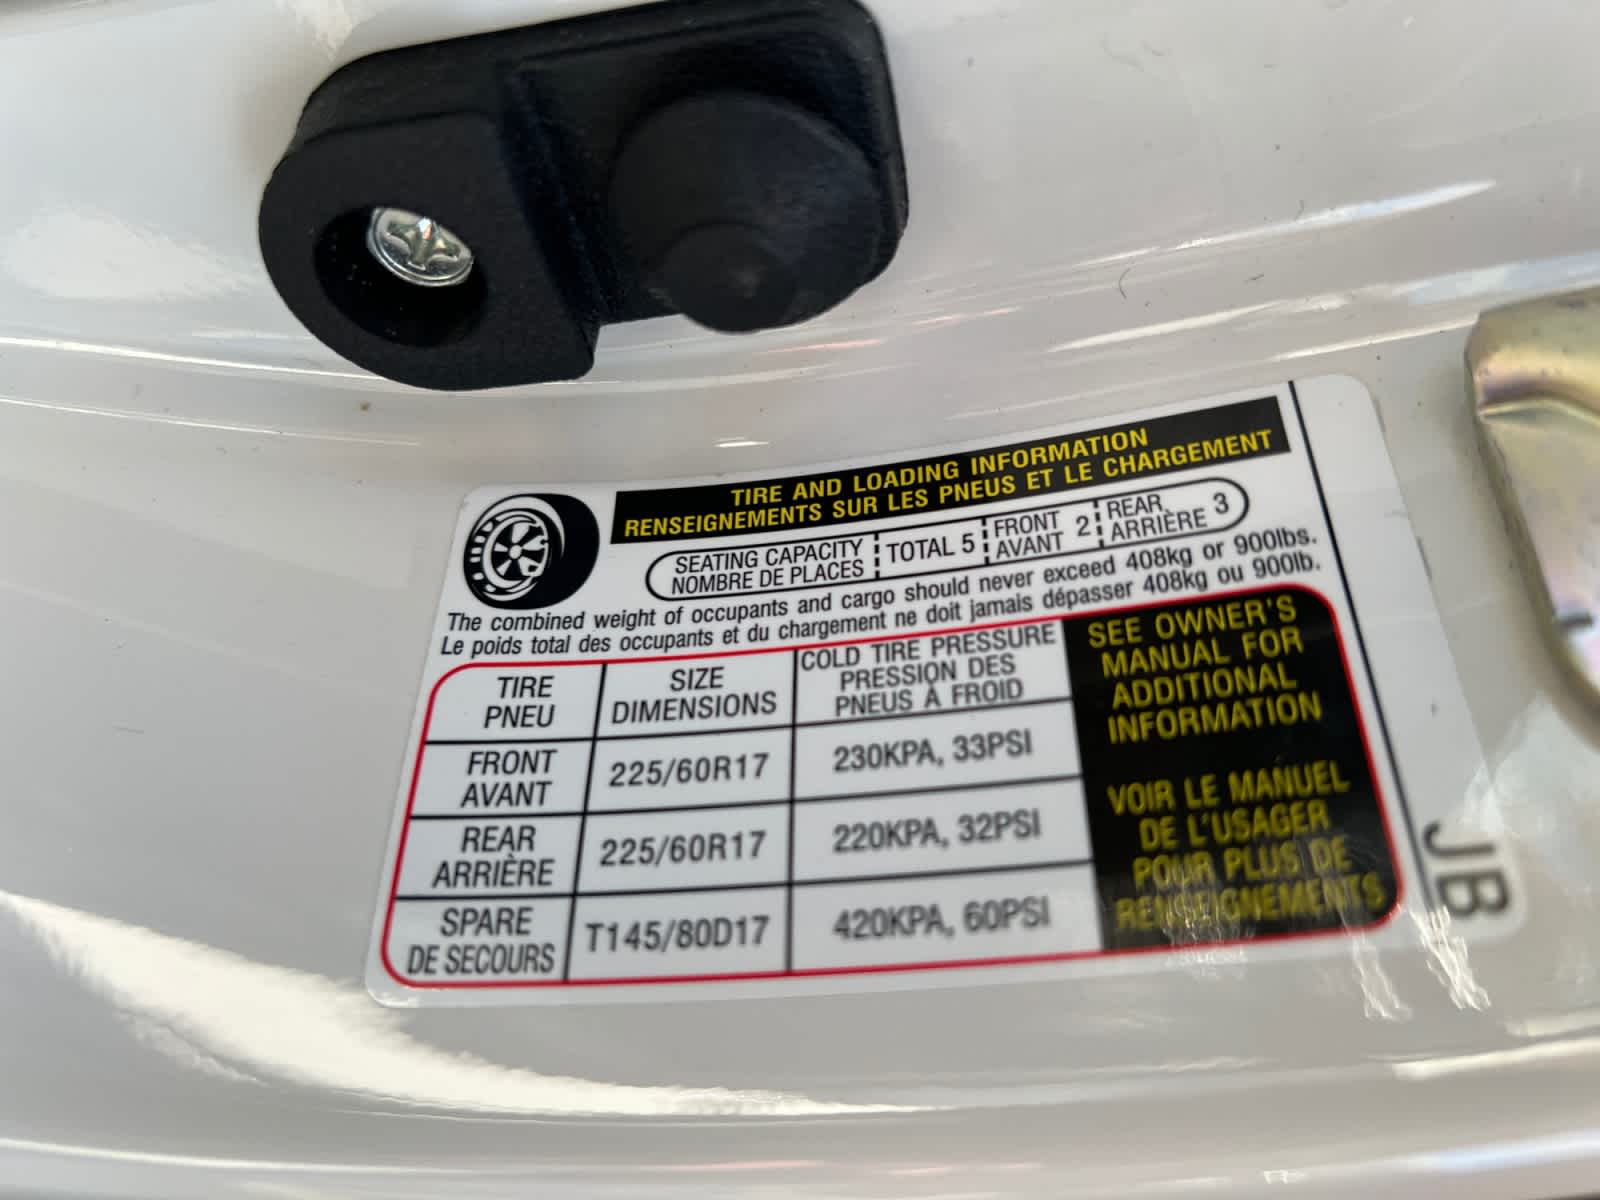 TIRE AND LOADING INFORMATION
RENSEIGNEMENTS SUR LES PNEUS ET LE CHARGEMENT
SEATING CAPACITY
NOMBRE DE PLACES
TOTAL 5
FRONT
AVANT 2
REAR
ARRIÈRE 3
The combined weight of occupants and cargo should never exceed 408kg or 900lbs.
Le poids total des occupants et du chargement ne doit jamais dépasser 408kg ou 900lb.
TIRE
PNEU
SIZE
DIMENSIONS
COLD TIRE PRESSURE
PRESSION DES
PNEUS À FROID
FRONT
AVANT
225/60R17
230KPA, 33PSI
REAR
ARRIÈRE
225/60R17
220KPA, 32PSI
SPARE
DE SECOURS
T145/80D17
420KPA, 60PSI
SEE OWNER'S
MANUAL FOR
ADDITIONAL
INFORMATION
VOIR LE MANUEL
DE L'USAGER
POUR PLUS DE
RENSEIGNEMENTS
JB